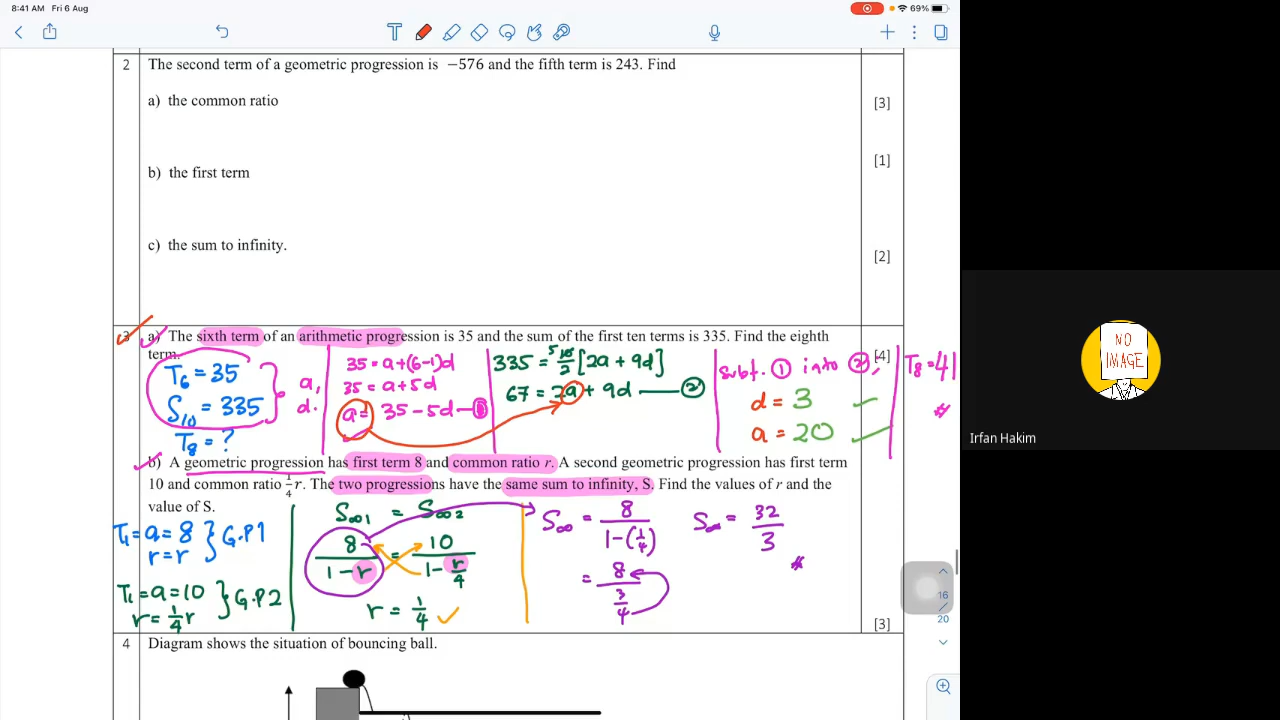 8:41 AM Fri 6 Aug
69%
T
2 The second term of a geometric progression is −576 and the fifth term is 243. Find
a) the common ratio [3]
b) the first term [1]
c) the sum to infinity. [2]
3 a) The sixth term of an arithmetic progression is 35 and the sum of the first ten terms is 335. Find the eighth
term. [4]
T₆ = 35
S₁₀ = 335
T₈ = ?
a,
d.
35 = a+(6-1)d
35 = a+5d
a = 35 - 5d — ①
335 = 10/2 [2a + 9d]
5
67 = 2a + 9d — ②
subt. ① into ②,
d = 3
a = 20
T₈ = 41
b) A geometric progression has first term 8 and common ratio r. A second geometric progression has first term
10 and common ratio 1/4 r. The two progressions have the same sum to infinity, S. Find the values of r and the
value of S.
T₁ = a = 8
r = r
G.P1
T₁ = a = 10
r = 1/4 r
G.P2
S∞1 = S∞2
8/(1-r) = 10/(1-r/4)
r = 1/4
S∞ = 8/(1-(1/4))
= 8/(3/4)
S∞ = 32/3
[3]
4 Diagram shows the situation of bouncing ball.
16
/
20
NO
IMAGE
Irfan Hakim